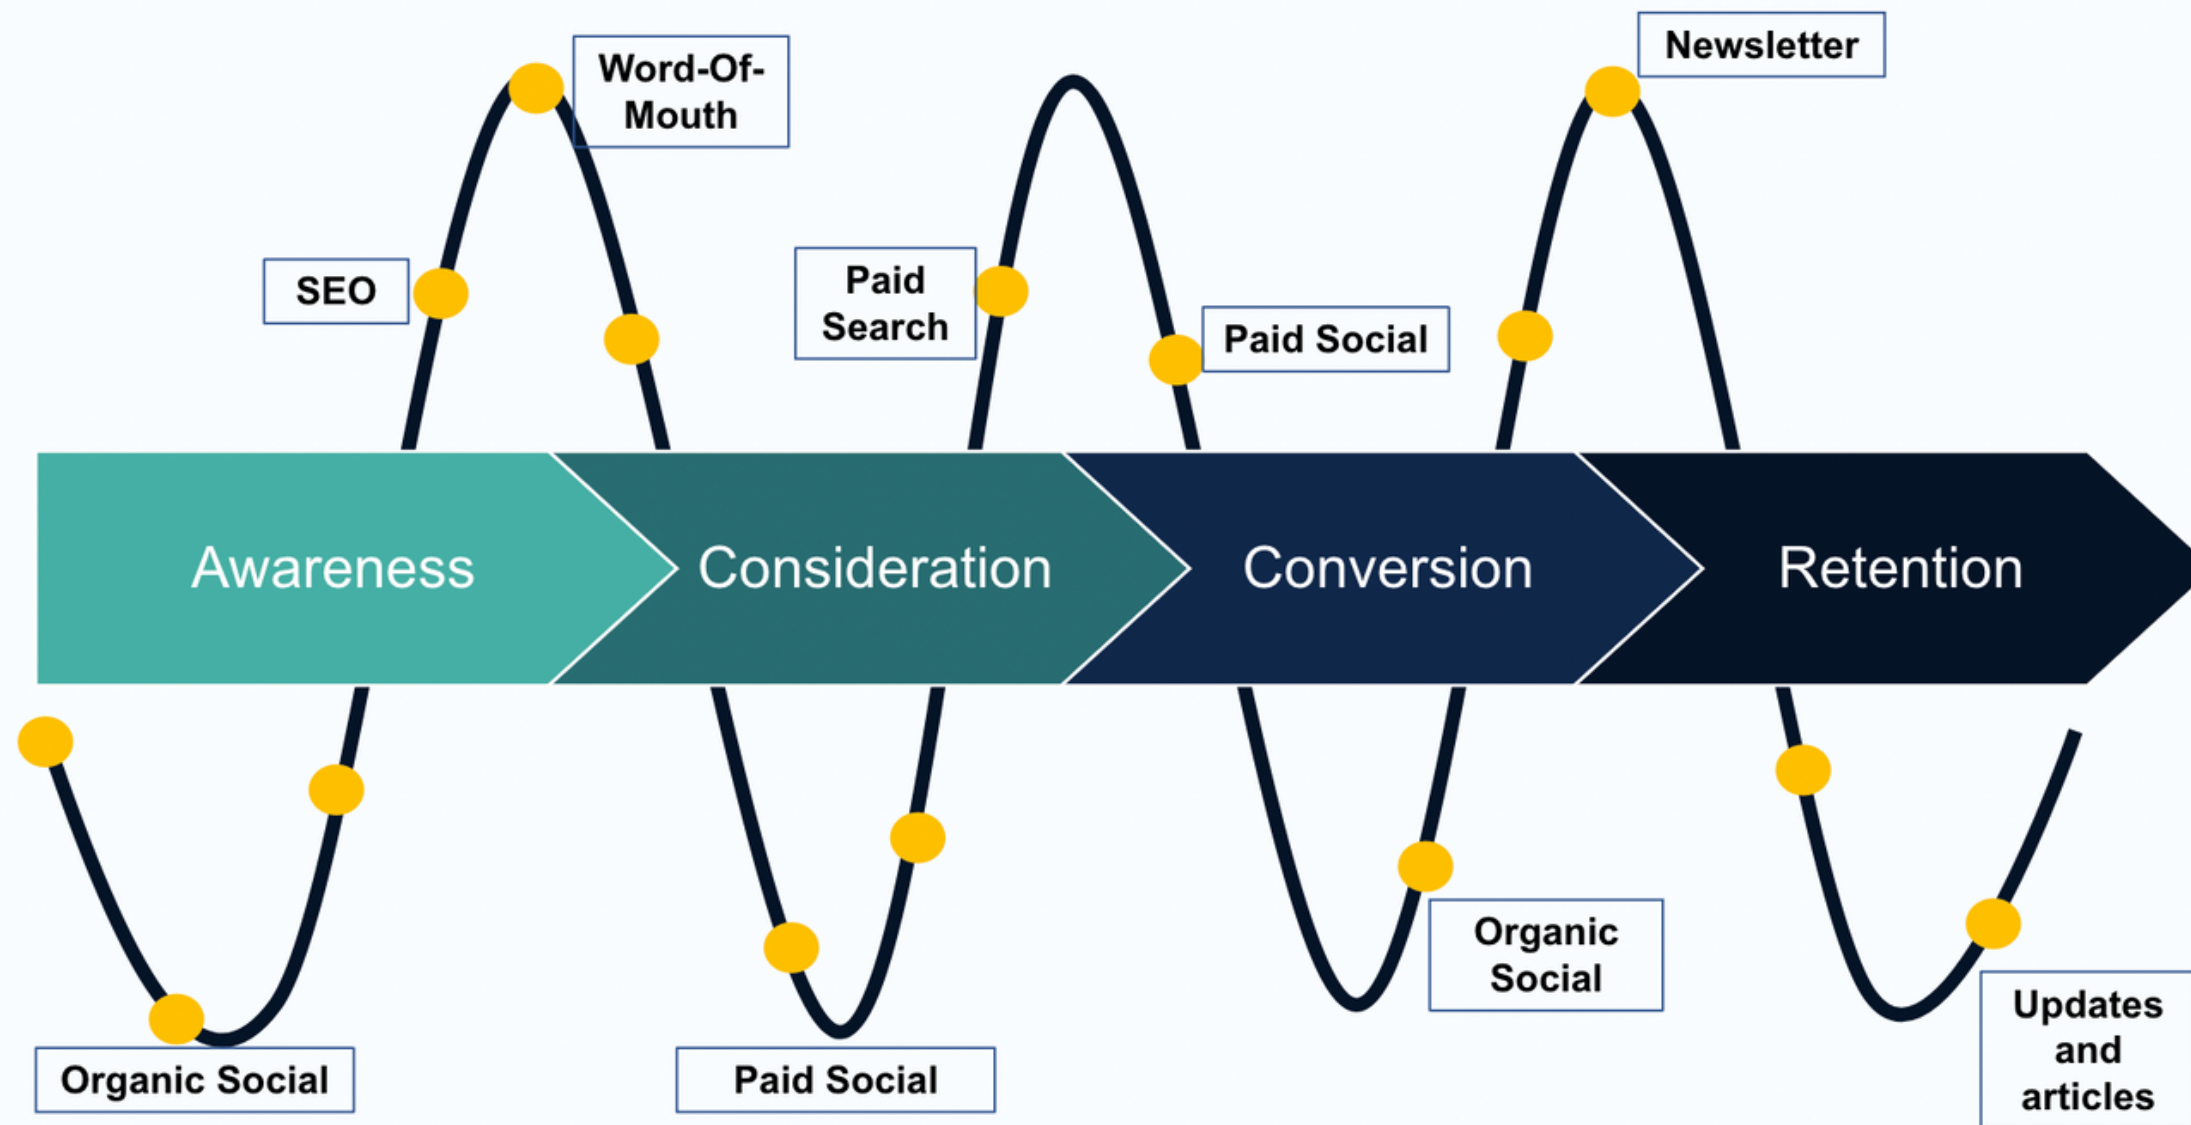 Newsletter
Word-Of-
Mouth
SEO
Paid
Search
Paid Social
Awareness
Consideration
Conversion
Retention
Organic
Social
Organic Social
Paid Social
Updates
and
articles